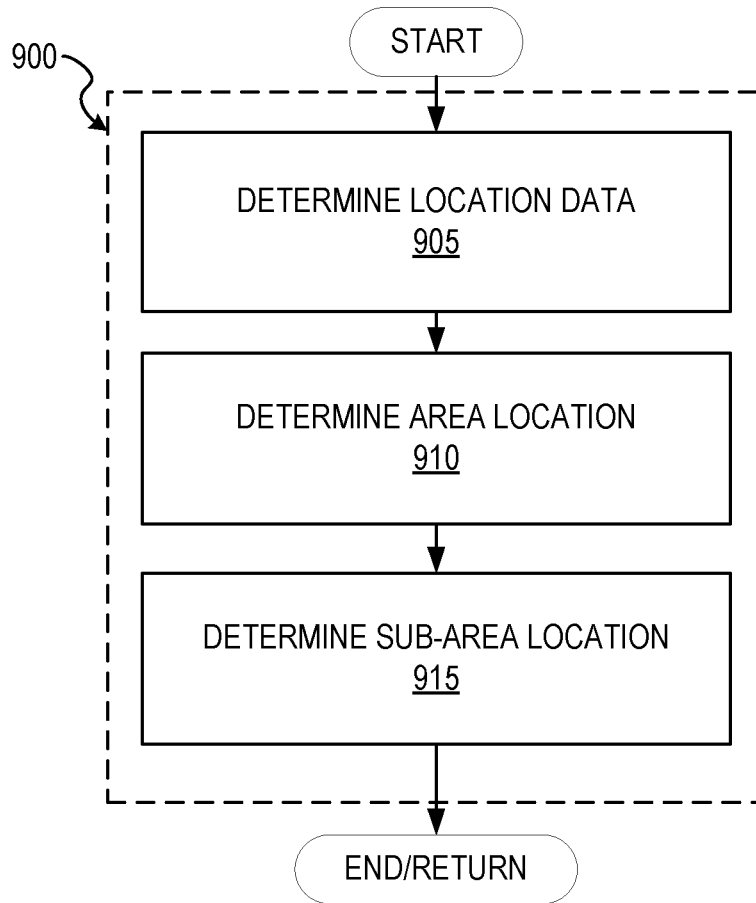 START
900
DETERMINE LOCATION DATA
905
DETERMINE AREA LOCATION
910
DETERMINE SUB-AREA LOCATION
915
END/RETURN